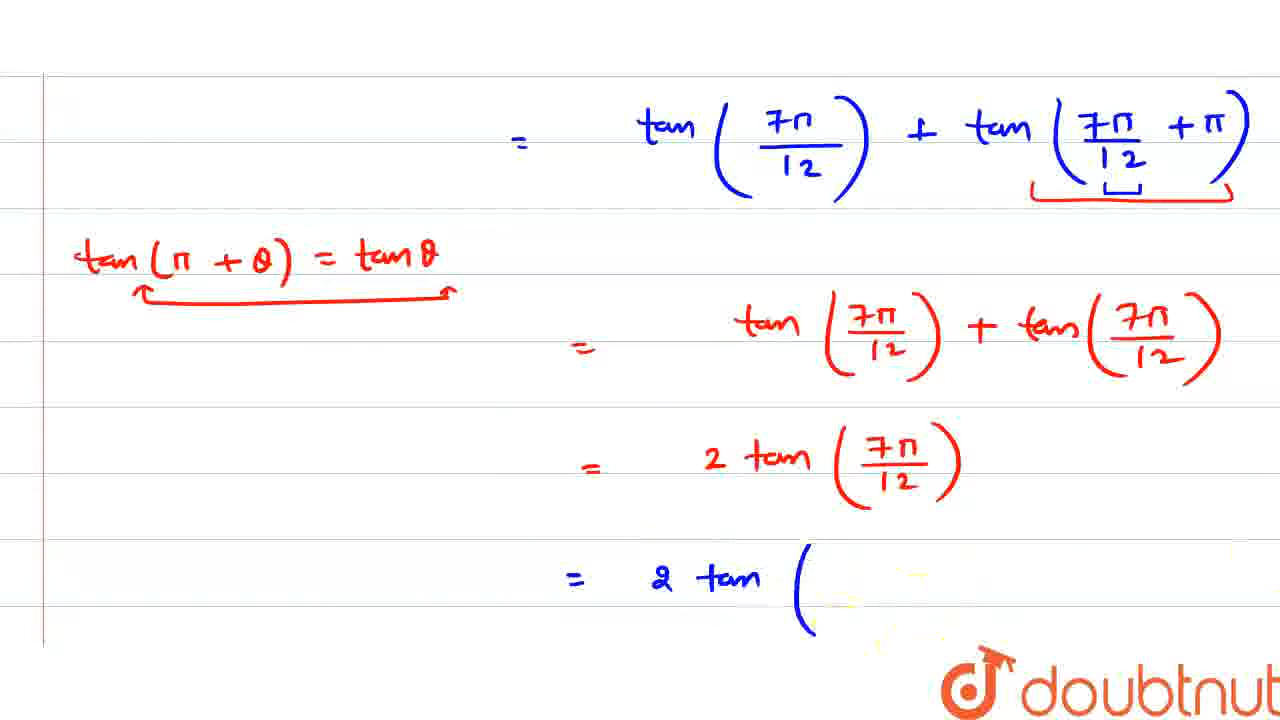 = tan(7π/12) + tan(7π/12 + π)
tan(π + θ) = tanθ
= tan(7π/12) + tan(7π/12)
= 2 tan(7π/12)
= 2 tan(
doubtnut